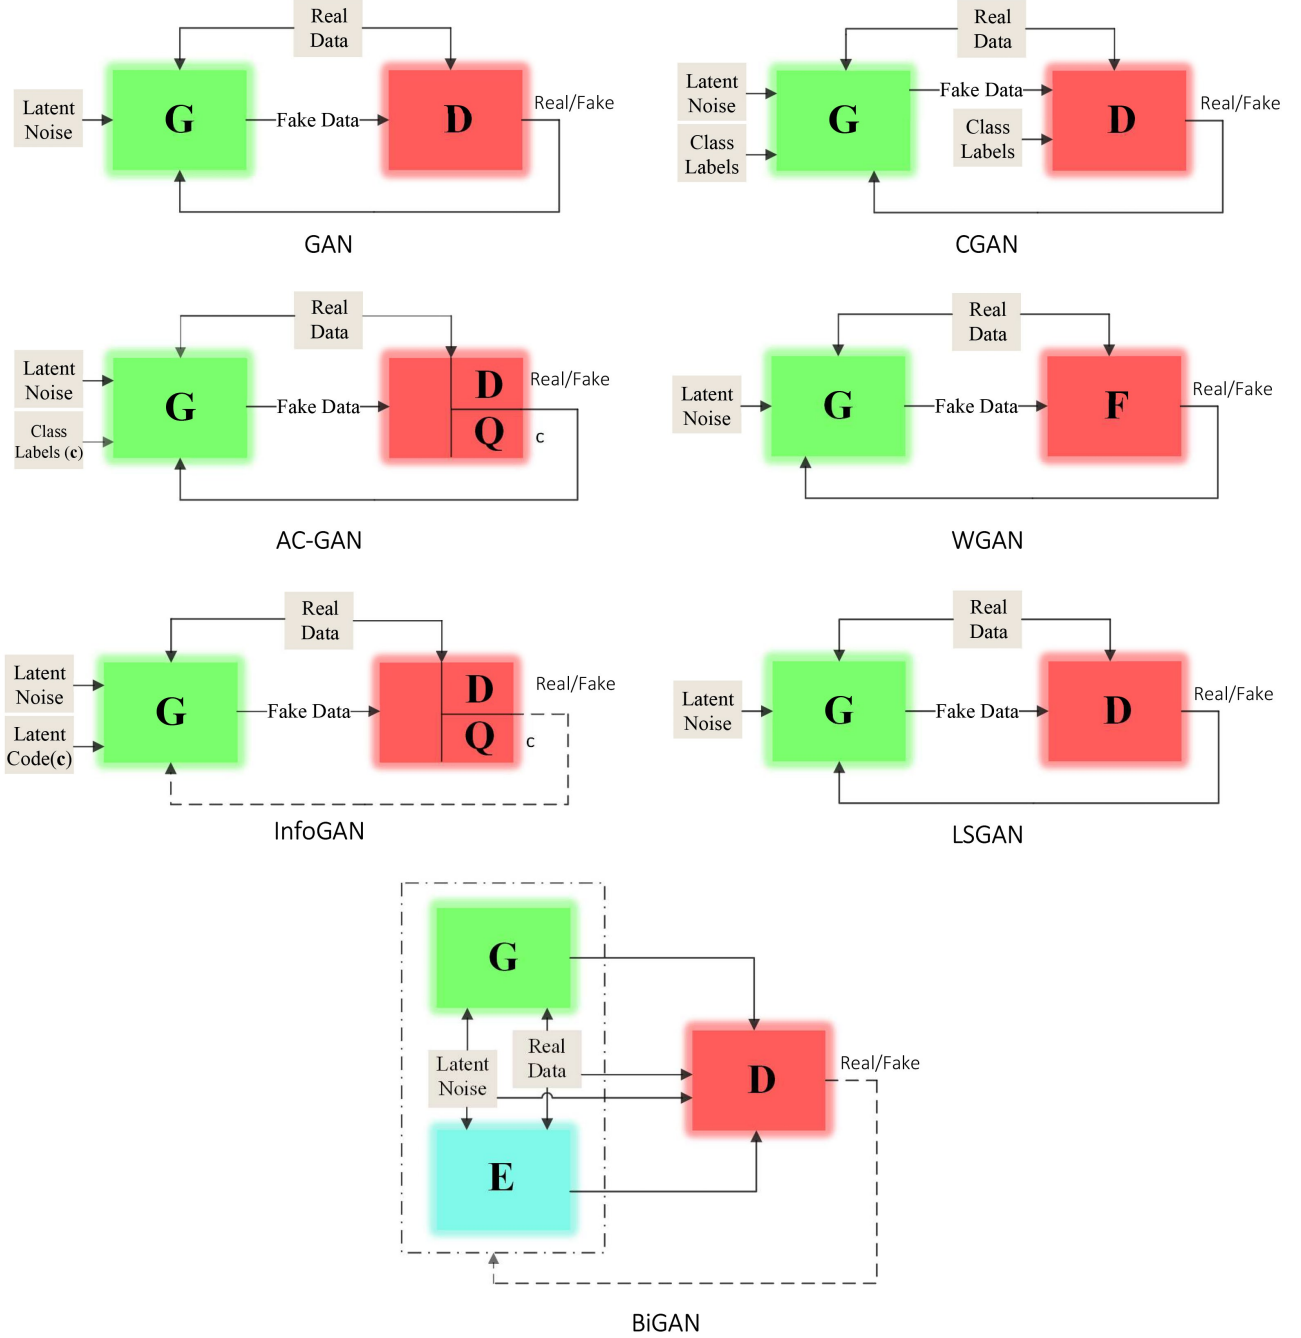 Real
Data
Latent
Noise
G
Fake Data
D
Real/Fake
GAN
Real
Data
Latent
Noise
Class
Labels
G
Fake Data
Class
Labels
D
Real/Fake
CGAN
Real
Data
Latent
Noise
Class
Labels (c)
G
Fake Data
D
Q
Real/Fake
c
AC-GAN
Real
Data
Latent
Noise
G
Fake Data
F
Real/Fake
WGAN
Real
Data
Latent
Noise
Latent
Code(c)
G
Fake Data
D
Q
Real/Fake
c
InfoGAN
Real
Data
Latent
Noise
G
Fake Data
D
Real/Fake
LSGAN
G
Latent
Noise
Real
Data
E
D
Real/Fake
BiGAN